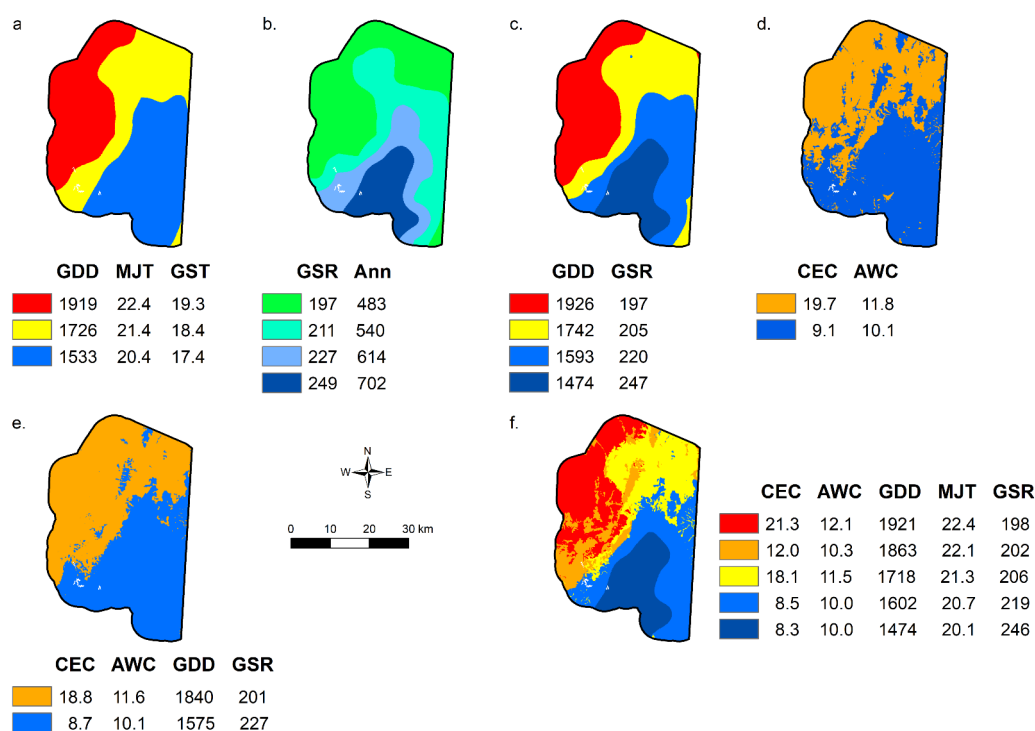 a
b.
c.
d.
GDD MJT GST
1919 22.4 19.3
1726 21.4 18.4
1533 20.4 17.4
GSR Ann
197 483
211 540
227 614
249 702
GDD GSR
1926 197
1742 205
1593 220
1474 247
CEC AWC
19.7 11.8
9.1 10.1
e.
N
W E
S
0 10 20 30 km
f.
CEC AWC GDD GSR
18.8 11.6 1840 201
8.7 10.1 1575 227
CEC AWC GDD MJT GSR
21.3 12.1 1921 22.4 198
12.0 10.3 1863 22.1 202
18.1 11.5 1718 21.3 206
8.5 10.0 1602 20.7 219
8.3 10.0 1474 20.1 246